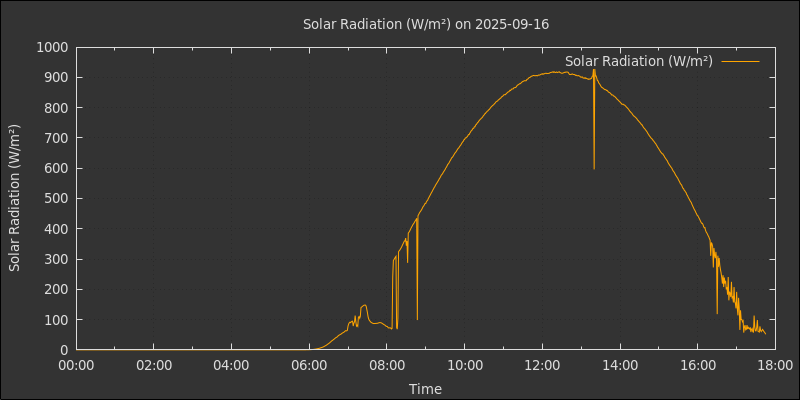 Solar Radiation (W/m²) on 2025-09-16
Solar Radiation (W/m²)
Solar Radiation (W/m²)
1000
900
800
700
600
500
400
300
200
100
0
00:00 02:00 04:00 06:00 08:00 10:00 12:00 14:00 16:00 18:00
Time